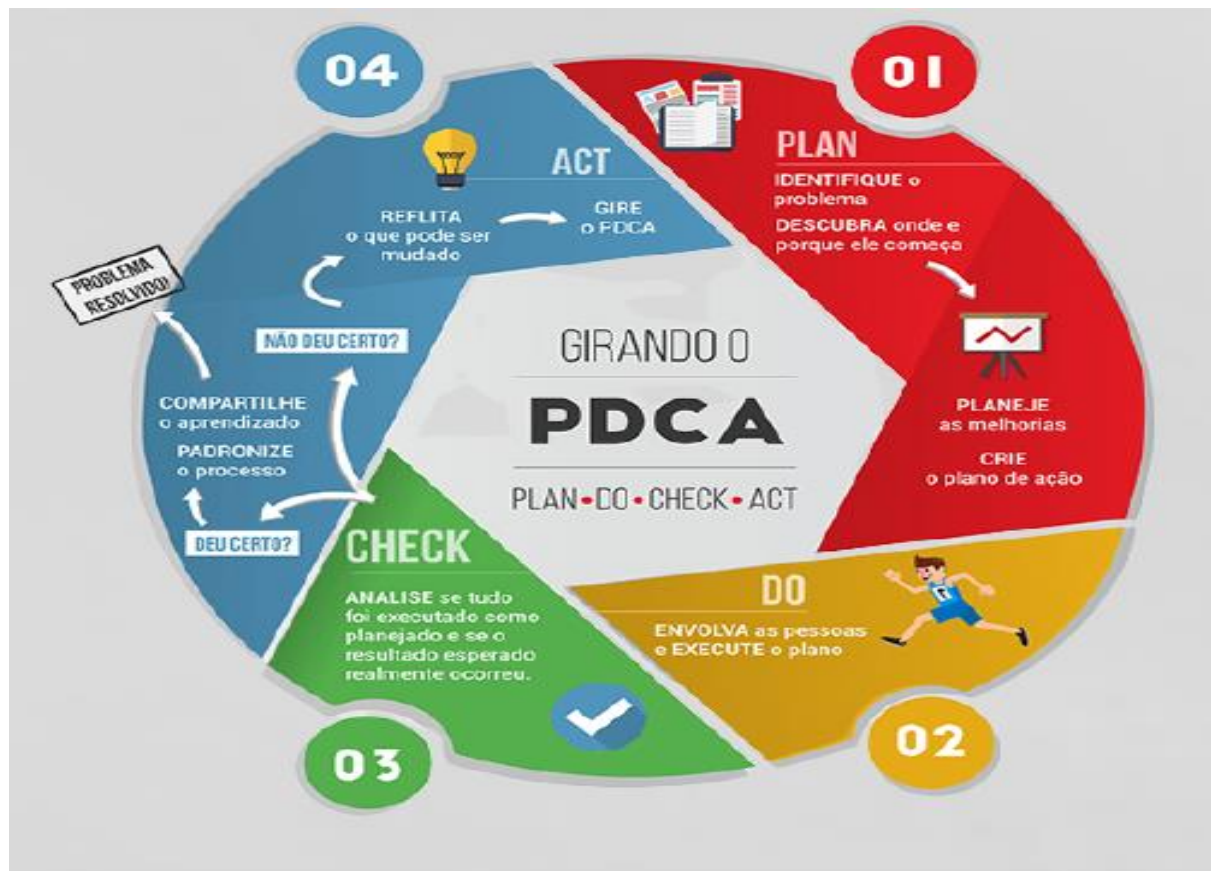 01
PLAN
IDENTIFIQUE o
problema
DESCUBRA onde e
porque ele começa
PLANEJE
as melhorias
CRIE
o plano de ação
GIRANDO O
PDCA
PLAN•DO•CHECK•ACT
DO
ENVOLVA as pessoas
e EXECUTE o plano
02
CHECK
ANALISE se tudo
foi executado como
planejado e se o
resultado esperado
realmente ocorreu.
03
04
ACT
DEU CERTO?
PADRONIZE
o processo
COMPARTILHE
o aprendizado
PROBLEMA
RESOLVIDO!
NÃO DEU CERTO?
REFLITA
o que pode ser
mudado
GIRE
o PDCA